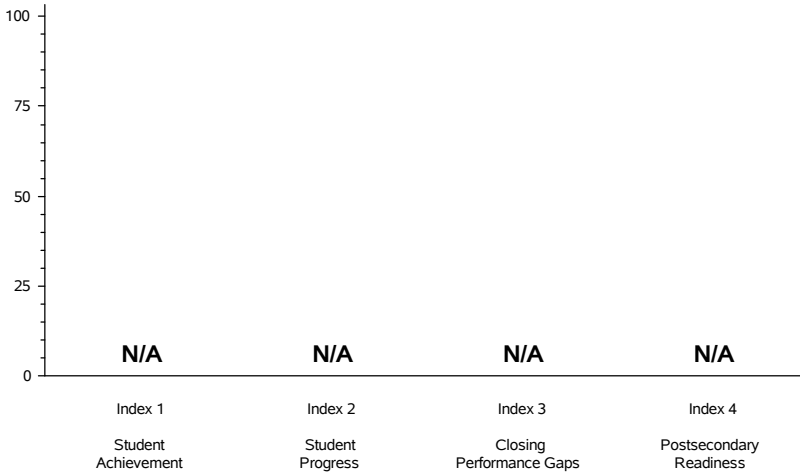 100
75
50
25
0
N/A N/A N/A N/A
Index 1 Index 2 Index 3 Index 4
Student Student Closing Postsecondary
Achievement Progress Performance Gaps Readiness